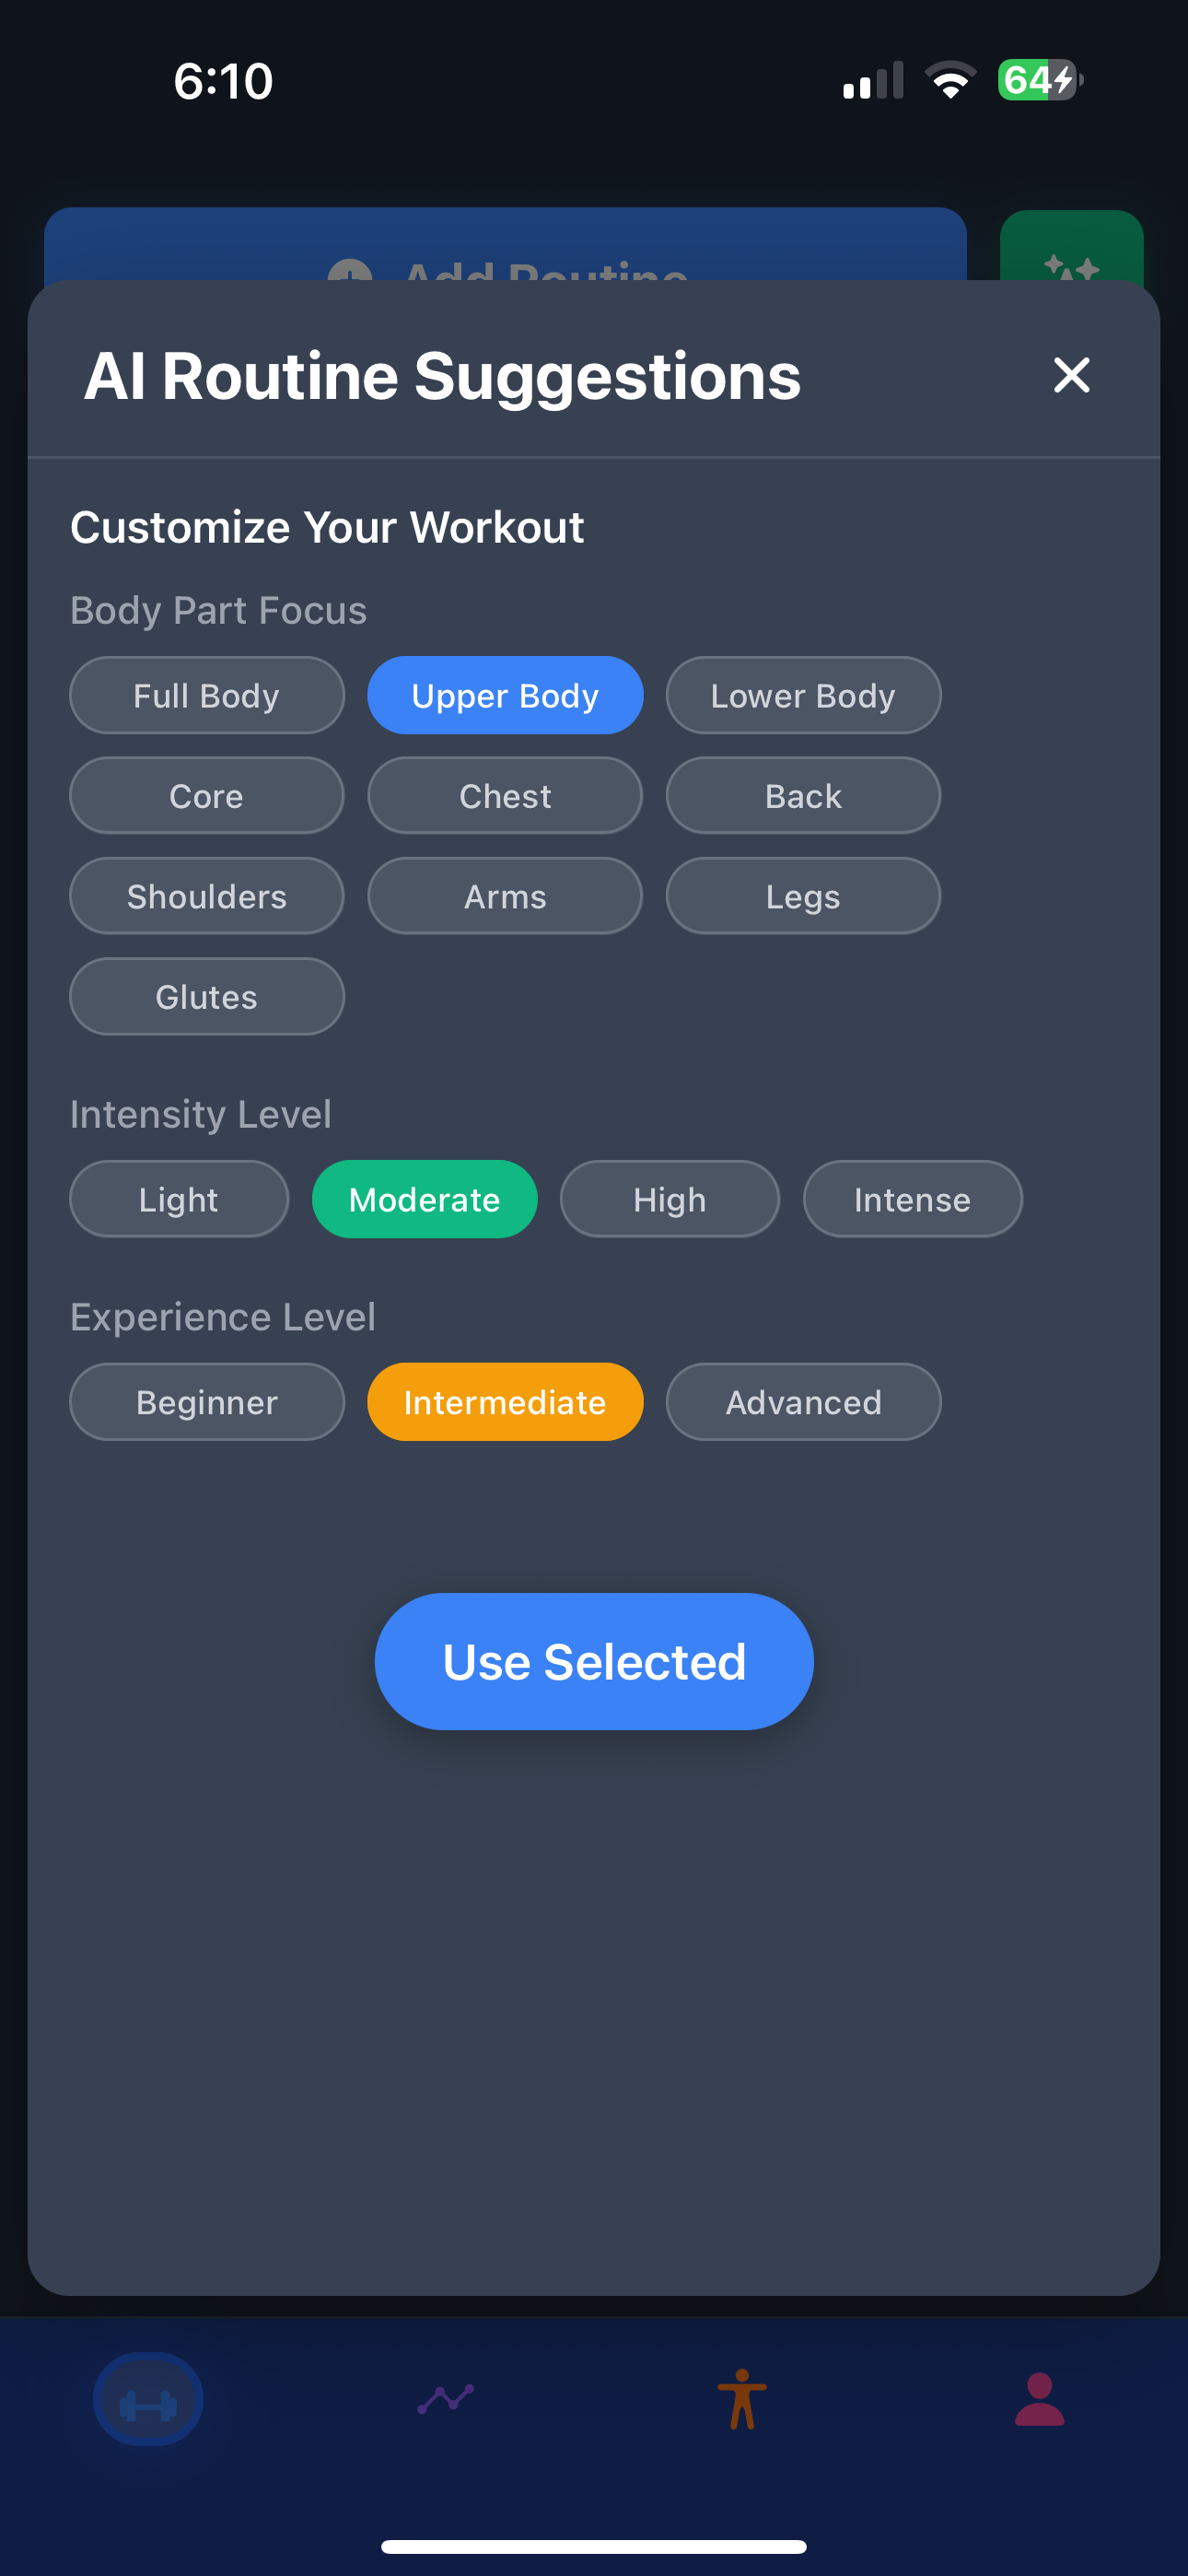 6:10
64
Add Routine
AI Routine Suggestions
Customize Your Workout
Body Part Focus
Full Body
Upper Body
Lower Body
Core
Chest
Back
Shoulders
Arms
Legs
Glutes
Intensity Level
Light
Moderate
High
Intense
Experience Level
Beginner
Intermediate
Advanced
Use Selected